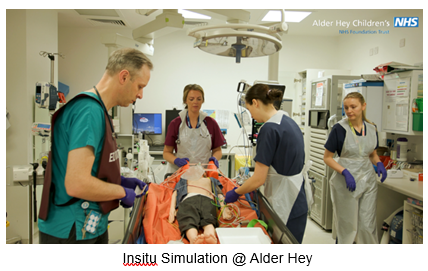 Alder Hey Children's NHS
NHS Foundation Trust
Insitu Simulation @ Alder Hey